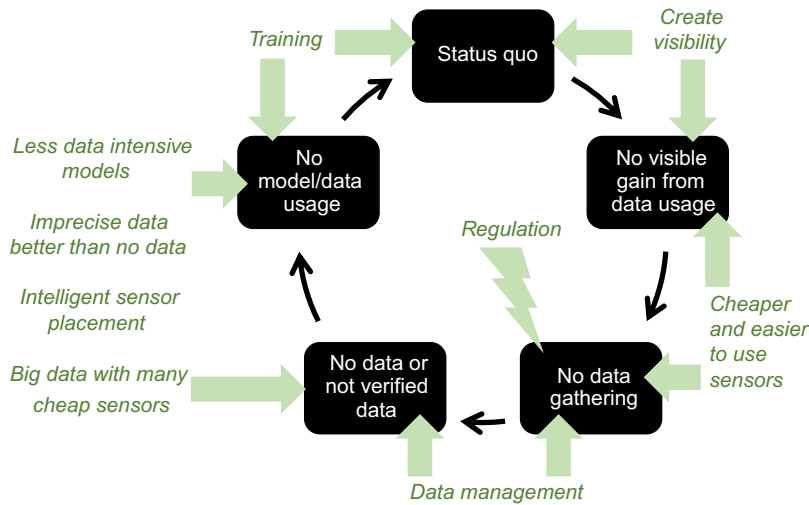 Training
Status quo
Create
visibility
Less data intensive
models
No
model/data
usage
No visible
gain from
data usage
Imprecise data
better than no data
Regulation
Intelligent sensor
placement
Cheaper
and easier
to use
sensors
Big data with many
cheap sensors
No data or
not verified
data
No data
gathering
Data management